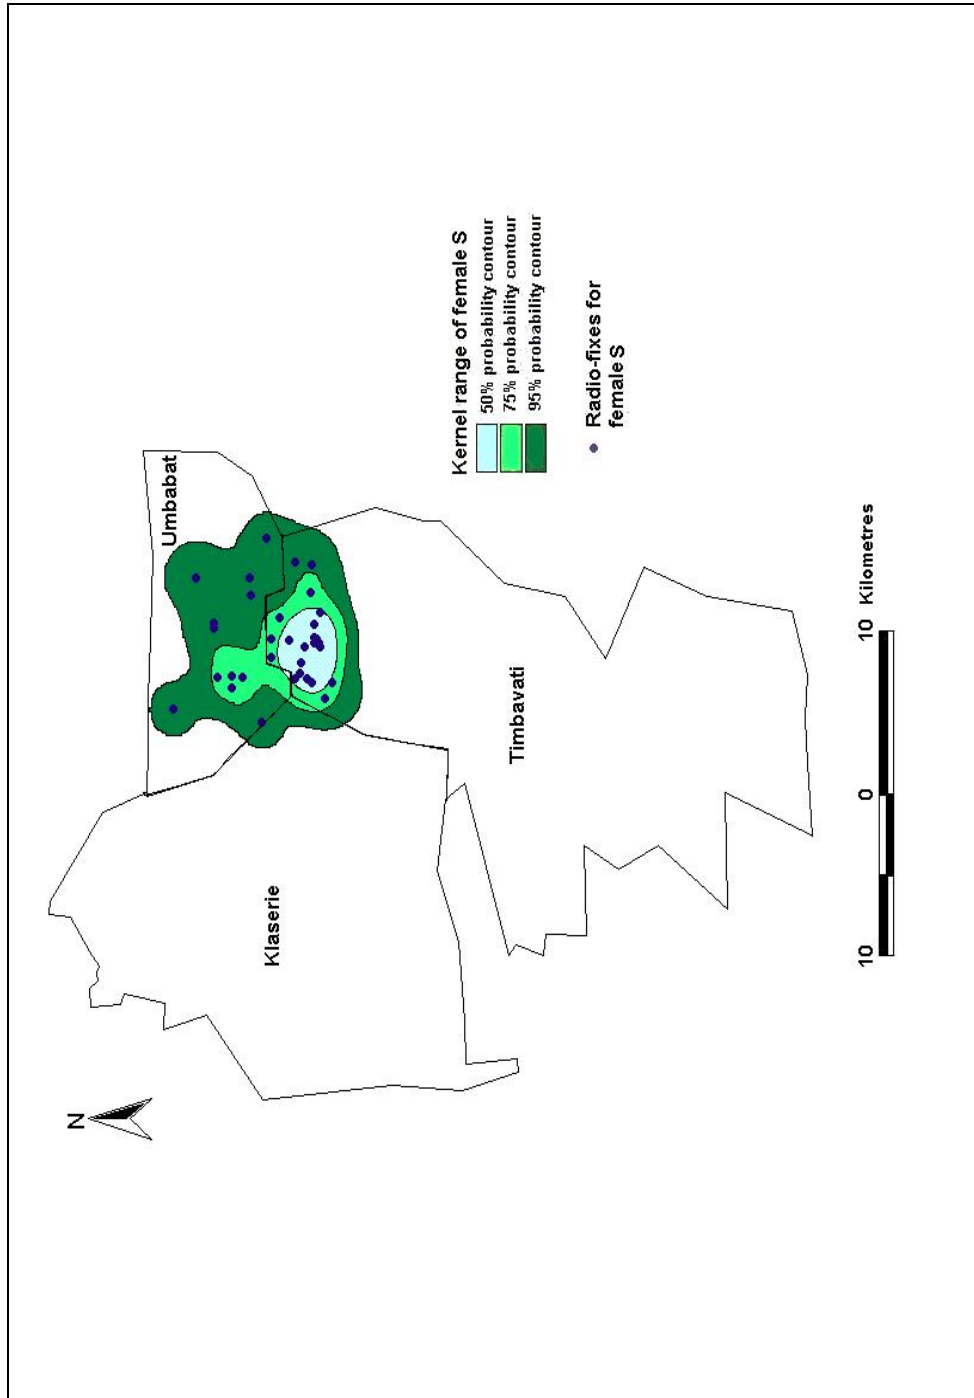 N
Umbabat
Klaserie
Timbavati
Kernel range of female S
50% probability contour
75% probability contour
95% probability contour
Radio-fixes for
female S
10 0 10 Kilometres